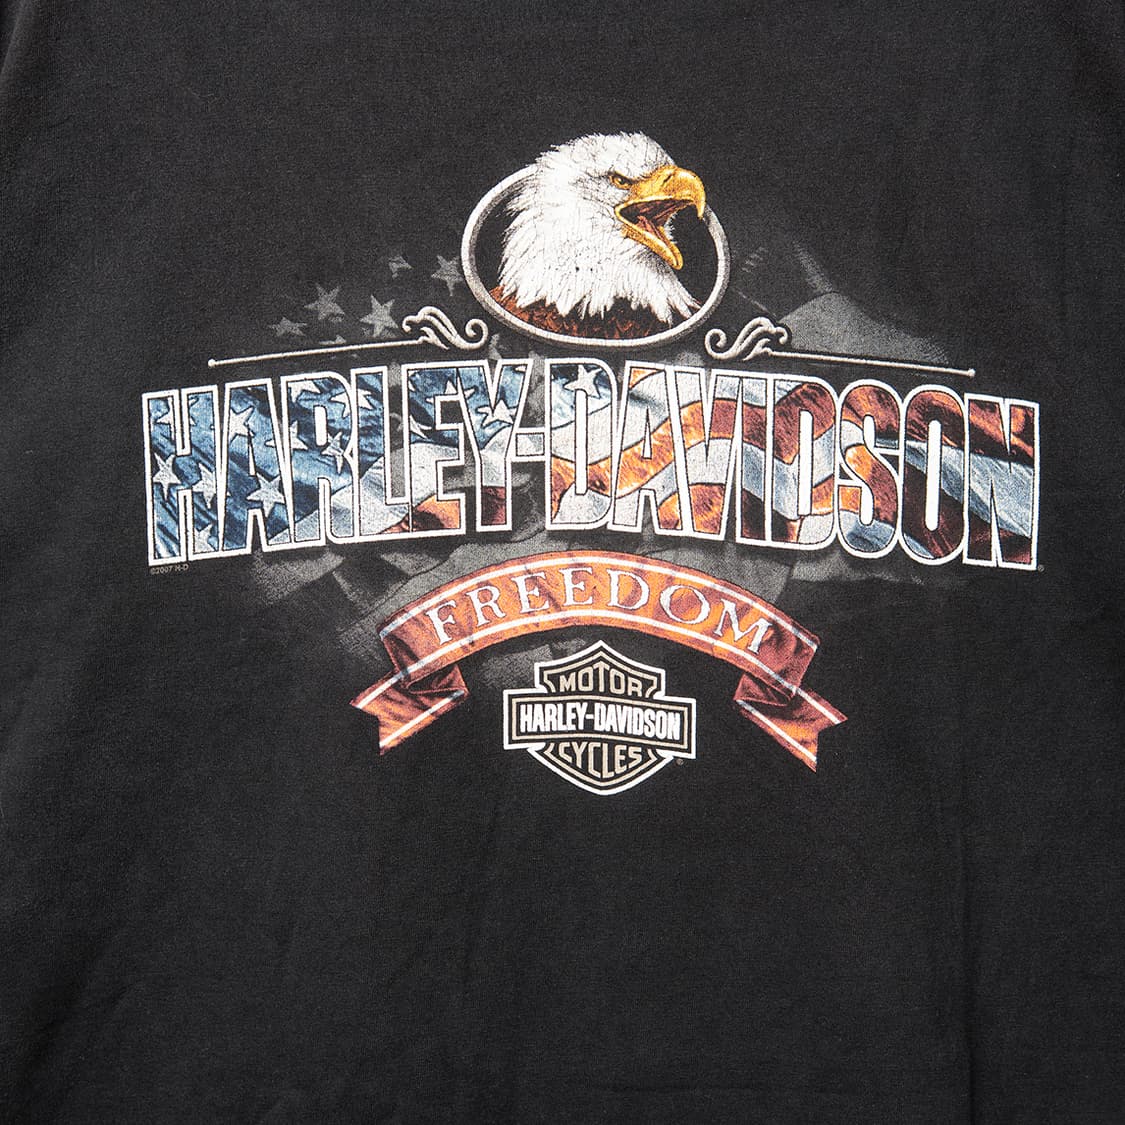 HARLEY-DAVIDSON
©2007 H-D
®
FREEDOM
MOTOR
HARLEY-DAVIDSON
CYCLES
®